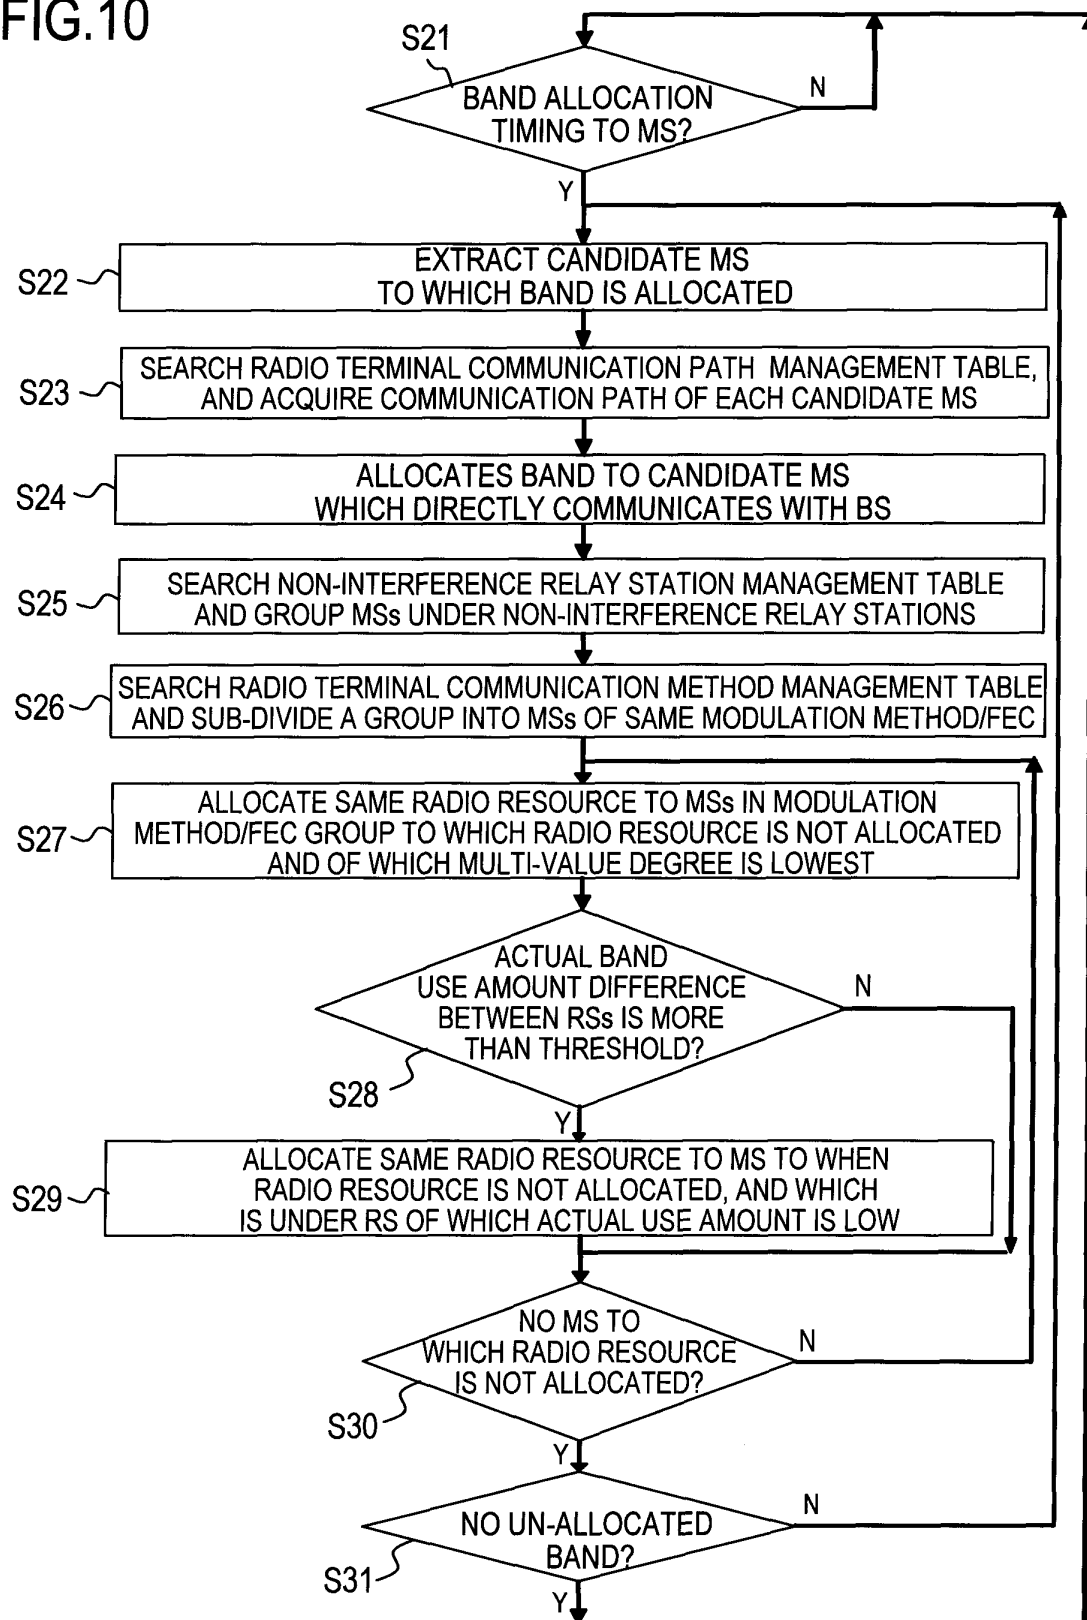 FIG.10
S21
BAND ALLOCATION
TIMING TO MS?
N
Y
S22
EXTRACT CANDIDATE MS
TO WHICH BAND IS ALLOCATED
S23
SEARCH RADIO TERMINAL COMMUNICATION PATH MANAGEMENT TABLE,
AND ACQUIRE COMMUNICATION PATH OF EACH CANDIDATE MS
S24
ALLOCATES BAND TO CANDIDATE MS
WHICH DIRECTLY COMMUNICATES WITH BS
S25
SEARCH NON-INTERFERENCE RELAY STATION MANAGEMENT TABLE
AND GROUP MSs UNDER NON-INTERFERENCE RELAY STATIONS
S26
SEARCH RADIO TERMINAL COMMUNICATION METHOD MANAGEMENT TABLE
AND SUB-DIVIDE A GROUP INTO MSs OF SAME MODULATION METHOD/FEC
S27
ALLOCATE SAME RADIO RESOURCE TO MSs IN MODULATION
METHOD/FEC GROUP TO WHICH RADIO RESOURCE IS NOT ALLOCATED
AND OF WHICH MULTI-VALUE DEGREE IS LOWEST
ACTUAL BAND
USE AMOUNT DIFFERENCE
BETWEEN RSs IS MORE
THAN THRESHOLD?
N
S28
Y
S29
ALLOCATE SAME RADIO RESOURCE TO MS TO WHEN
RADIO RESOURCE IS NOT ALLOCATED, AND WHICH
IS UNDER RS OF WHICH ACTUAL USE AMOUNT IS LOW
NO MS TO
WHICH RADIO RESOURCE
IS NOT ALLOCATED?
N
S30
Y
NO UN-ALLOCATED
BAND?
N
S31
Y